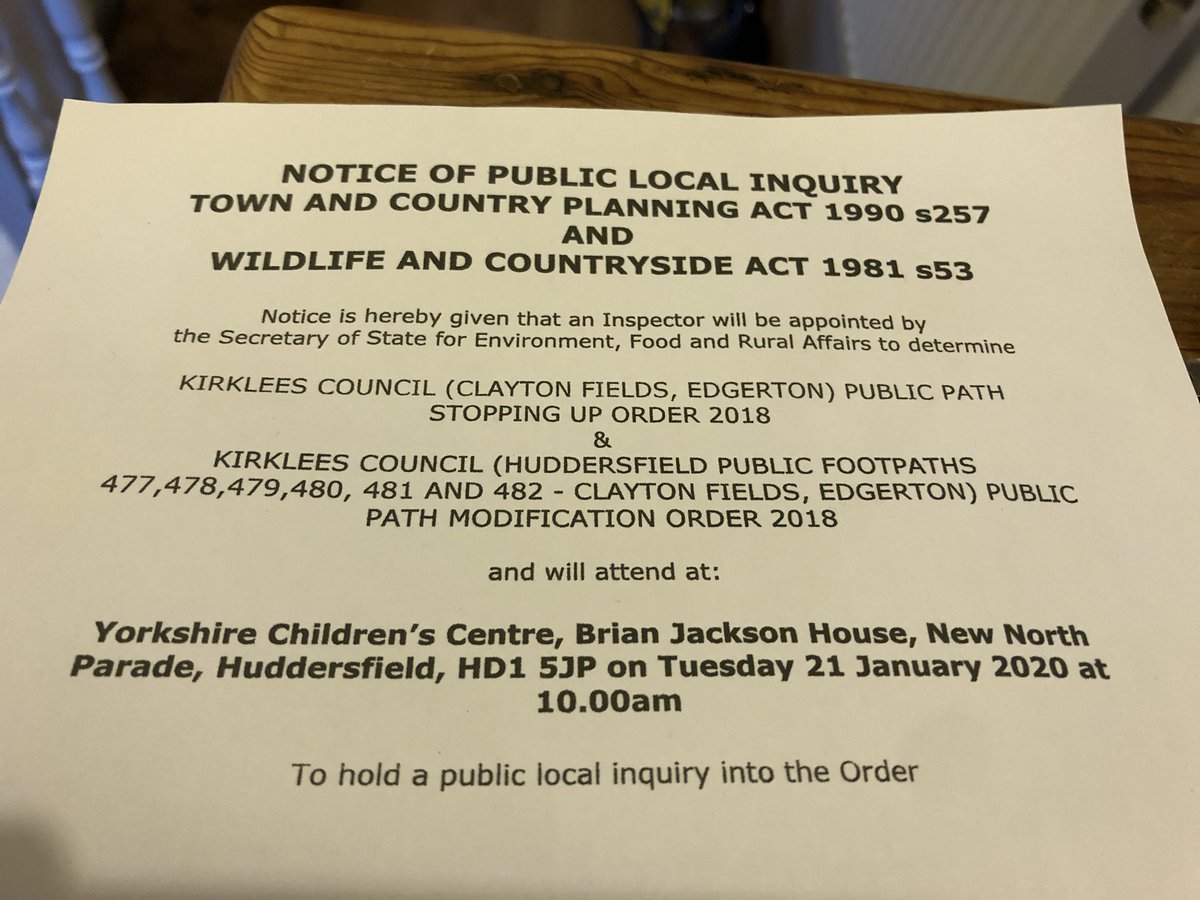 NOTICE OF PUBLIC LOCAL INQUIRY
TOWN AND COUNTRY PLANNING ACT 1990 s257
AND
WILDLIFE AND COUNTRYSIDE ACT 1981 s53
Notice is hereby given that an Inspector will be appointed by
the Secretary of State for Environment, Food and Rural Affairs to determine
KIRKLEES COUNCIL (CLAYTON FIELDS, EDGERTON) PUBLIC PATH
STOPPING UP ORDER 2018
&
KIRKLEES COUNCIL (HUDDERSFIELD PUBLIC FOOTPATHS
477,478,479,480, 481 AND 482 - CLAYTON FIELDS, EDGERTON) PUBLIC
PATH MODIFICATION ORDER 2018
and will attend at:
Yorkshire Children’s Centre, Brian Jackson House, New North
Parade, Huddersfield, HD1 5JP on Tuesday 21 January 2020 at
10.00am
To hold a public local inquiry into the Order